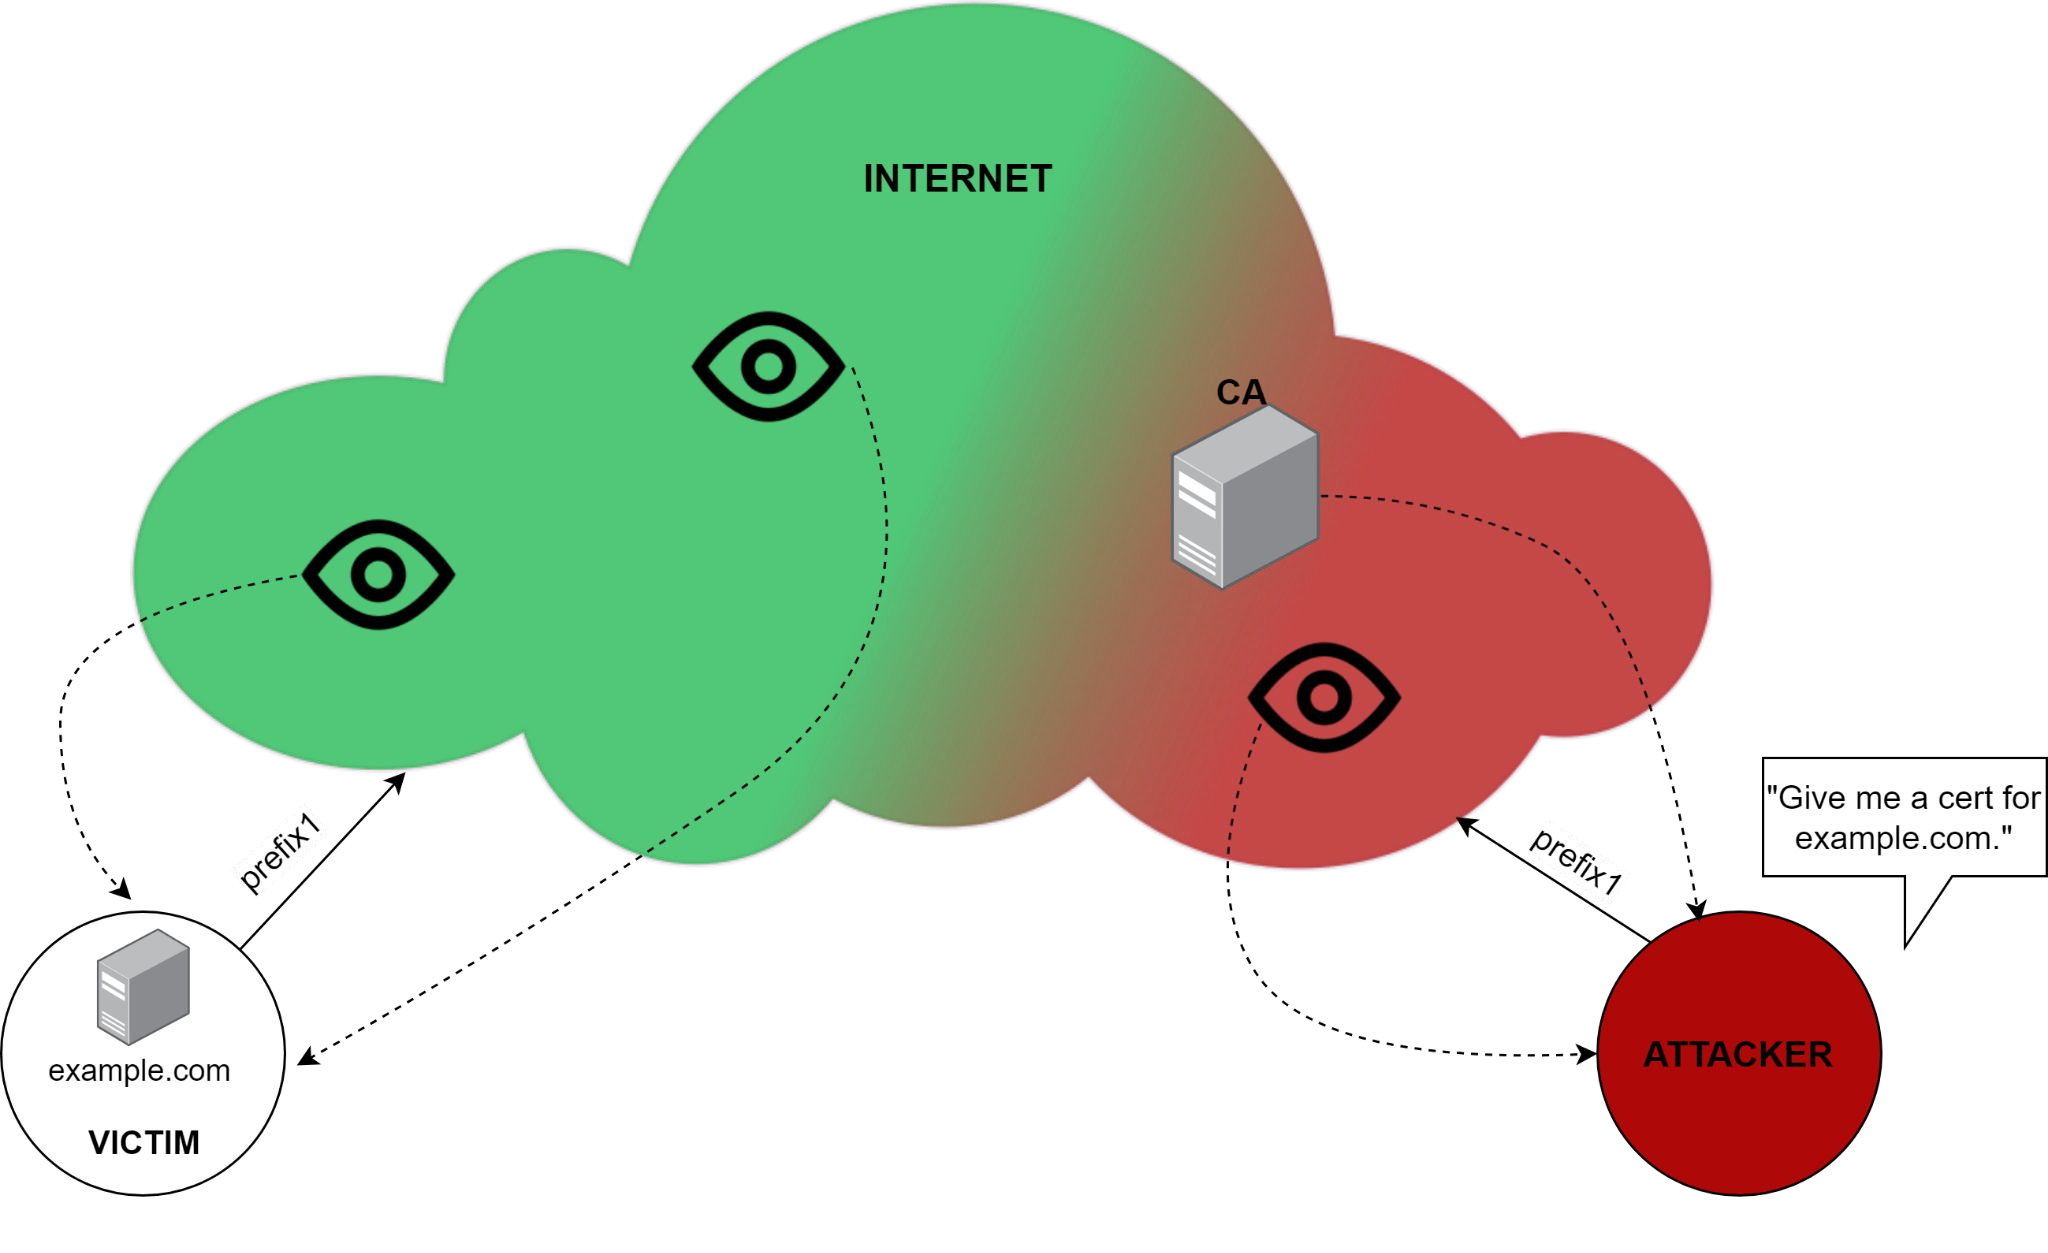 INTERNET
CA
prefix1
prefix1
"Give me a cert for
example.com."
example.com
VICTIM
ATTACKER